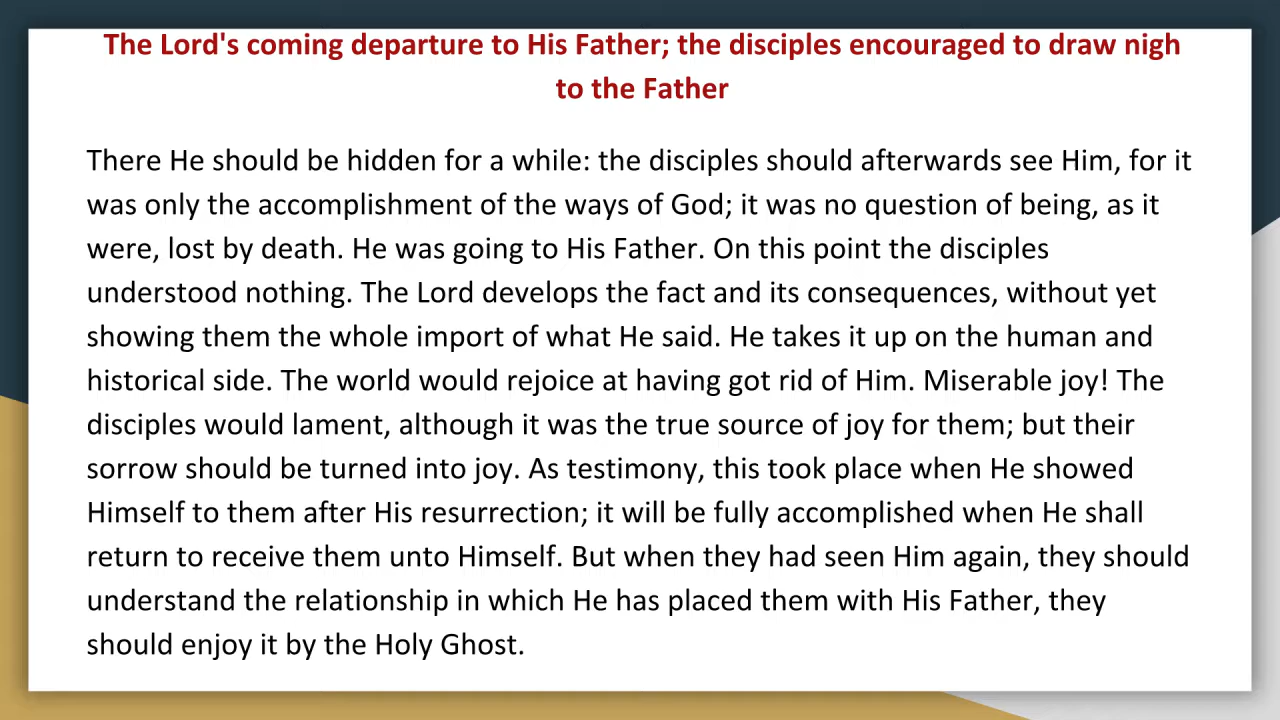 The Lord's coming departure to His Father; the disciples encouraged to draw nigh
to the Father
There He should be hidden for a while: the disciples should afterwards see Him, for it
was only the accomplishment of the ways of God; it was no question of being, as it
were, lost by death. He was going to His Father. On this point the disciples
understood nothing. The Lord develops the fact and its consequences, without yet
showing them the whole import of what He said. He takes it up on the human and
historical side. The world would rejoice at having got rid of Him. Miserable joy! The
disciples would lament, although it was the true source of joy for them; but their
sorrow should be turned into joy. As testimony, this took place when He showed
Himself to them after His resurrection; it will be fully accomplished when He shall
return to receive them unto Himself. But when they had seen Him again, they should
understand the relationship in which He has placed them with His Father, they
should enjoy it by the Holy Ghost.